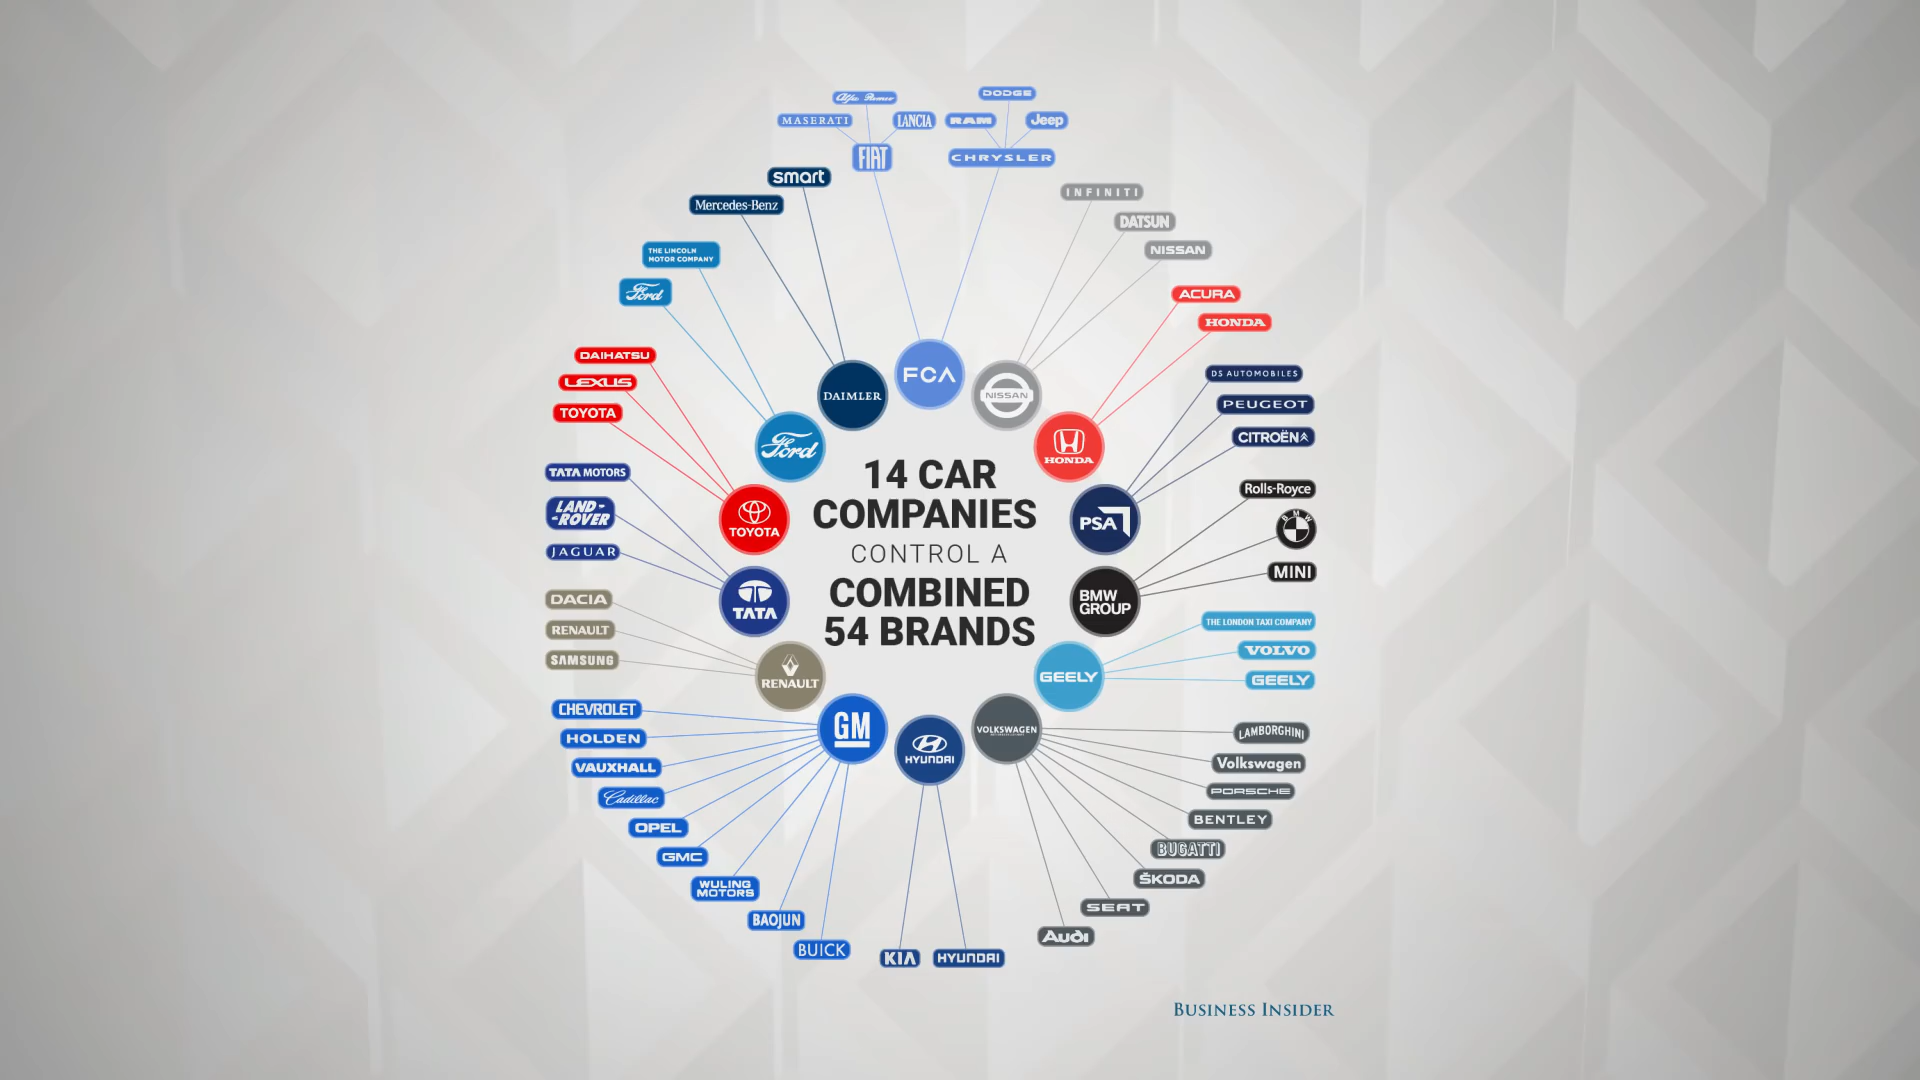 Alfa Romeo
MASERATI
LANCIA
FIAT
DODGE
RAM
Jeep
CHRYSLER
smart
Mercedes-Benz
INFINITI
DATSUN
NISSAN
THE LINCOLN
MOTOR COMPANY
Ford
ACURA
HONDA
DAIHATSU
LEXUS
TOYOTA
DS AUTOMOBILES
PEUGEOT
CITROËN
FCA
DAIMLER
NISSAN
Ford
HONDA
TOYOTA
PSA
TATA
BMW
GROUP
RENAULT
GEELY
GM
HYUNDAI
VOLKSWAGEN
14 CAR
COMPANIES
CONTROL A
COMBINED
54 BRANDS
TATA MOTORS
LAND-
-ROVER
JAGUAR
Rolls-Royce
BMW
MINI
DACIA
RENAULT
SAMSUNG
THE LONDON TAXI COMPANY
VOLVO
GEELY
CHEVROLET
HOLDEN
VAUXHALL
Cadillac
OPEL
GMC
WULING
MOTORS
BAOJUN
BUICK
KIA
HYUNDAI
LAMBORGHINI
Volkswagen
PORSCHE
BENTLEY
BUGATTI
ŠKODA
SEAT
Audi
BUSINESS INSIDER